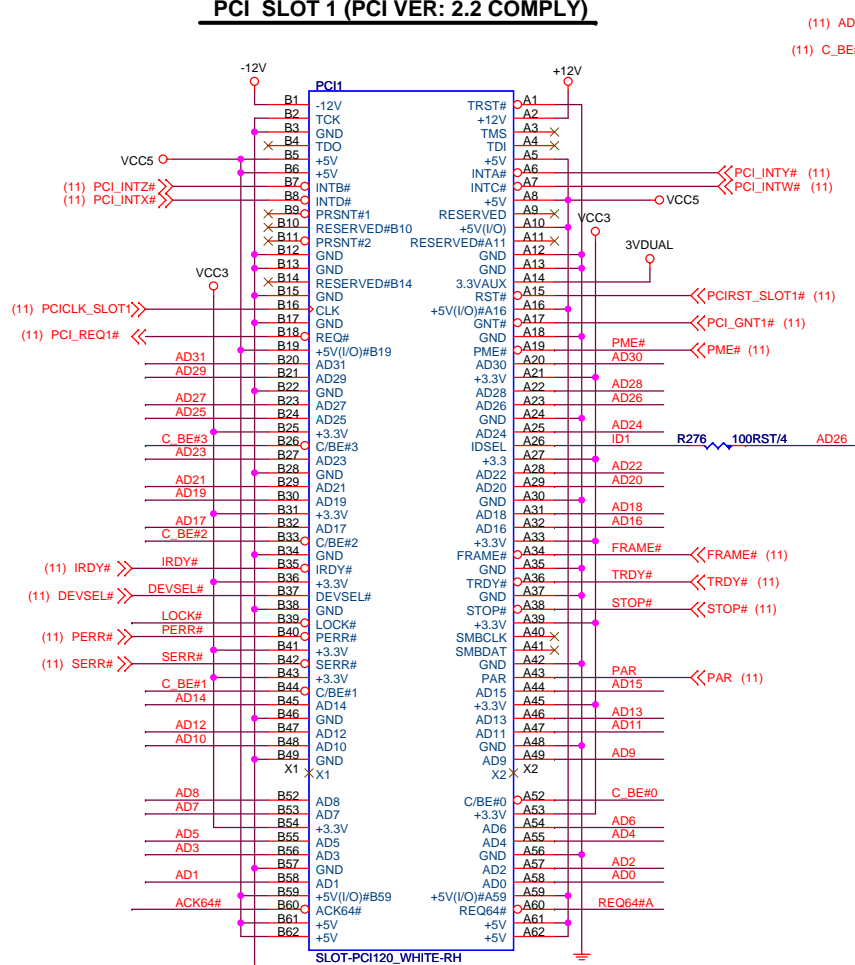 PCI SLOT 1 (PCI VER: 2.2 COMPLY)
(11) AD
(11) C_BE#
-12V
+12V
PCI1
B1 -12V TRST# A1
B2 TCK +12V A2
B3 GND TMS A3
B4 TDO TDI A4
VCC5 B5 +5V +5V A5
B6 +5V INTA# A6 PCI_INTY# (11)
(11) PCI_INTZ# B7 INTB# INTC# A7 PCI_INTW# (11)
(11) PCI_INTX# B8 INTD# +5V A8 VCC5
B9 PRSNT#1 RESERVED A9
B10 RESERVED#B10 +5V(I/O) A10 VCC3
B11 PRSNT#2 RESERVED#A11 A11
B12 GND GND A12 3VDUAL
B13 GND GND A13
VCC3 B14 RESERVED#B14 3.3VAUX A14
B15 GND RST# A15 PCIRST_SLOT1# (11)
(11) PCICLK_SLOT1 B16 CLK +5V(I/O)#A16 A16
B17 GND GNT# A17 PCI_GNT1# (11)
(11) PCI_REQ1# B18 REQ# GND A18
B19 +5V(I/O)#B19 PME# A19 PME# PME# (11)
AD31 B20 AD31 AD30 A20 AD30
AD29 B21 AD29 +3.3V A21
B22 GND AD28 A22 AD28
AD27 B23 AD27 AD26 A23 AD26
AD25 B24 AD25 GND A24
B25 +3.3V AD24 A25 AD24
C_BE#3 B26 C/BE#3 IDSEL A26 ID1 R276 100RST/4 AD26
AD23 B27 AD23 +3.3 A27
B28 GND AD22 A28 AD22
AD21 B29 AD21 AD20 A29 AD20
AD19 B30 AD19 GND A30
B31 +3.3V AD18 A31 AD18
AD17 B32 AD17 AD16 A32 AD16
C_BE#2 B33 C/BE#2 +3.3V A33
B34 GND FRAME# A34 FRAME# FRAME# (11)
(11) IRDY# IRDY# B35 IRDY# GND A35
B36 +3.3V TRDY# A36 TRDY# TRDY# (11)
(11) DEVSEL# DEVSEL# B37 DEVSEL# GND A37
B38 GND STOP# A38 STOP# STOP# (11)
LOCK# B39 LOCK# +3.3V A39
(11) PERR# PERR# B40 PERR# SMBCLK A40
B41 +3.3V SMBDAT A41
(11) SERR# SERR# B42 SERR# GND A42
B43 +3.3V PAR A43 PAR PAR (11)
C_BE#1 B44 C/BE#1 AD15 A44 AD15
AD14 B45 AD14 +3.3V A45
B46 GND AD13 A46 AD13
AD12 B47 AD12 AD11 A47 AD11
AD10 B48 AD10 GND A48
B49 GND AD9 A49 AD9
X1 X1 X2 X2
AD8 B52 AD8 C/BE#0 A52 C_BE#0
AD7 B53 AD7 +3.3V A53
B54 +3.3V AD6 A54 AD6
AD5 B55 AD5 AD4 A55 AD4
AD3 B56 AD3 GND A56
B57 GND AD2 A57 AD2
AD1 B58 AD1 AD0 A58 AD0
B59 +5V(I/O)#B59 +5V(I/O)#A59 A59
ACK64# B60 ACK64# REQ64# A60 REQ64#A
B61 +5V +5V A61
B62 +5V +5V A62
SLOT-PCI120_WHITE-RH